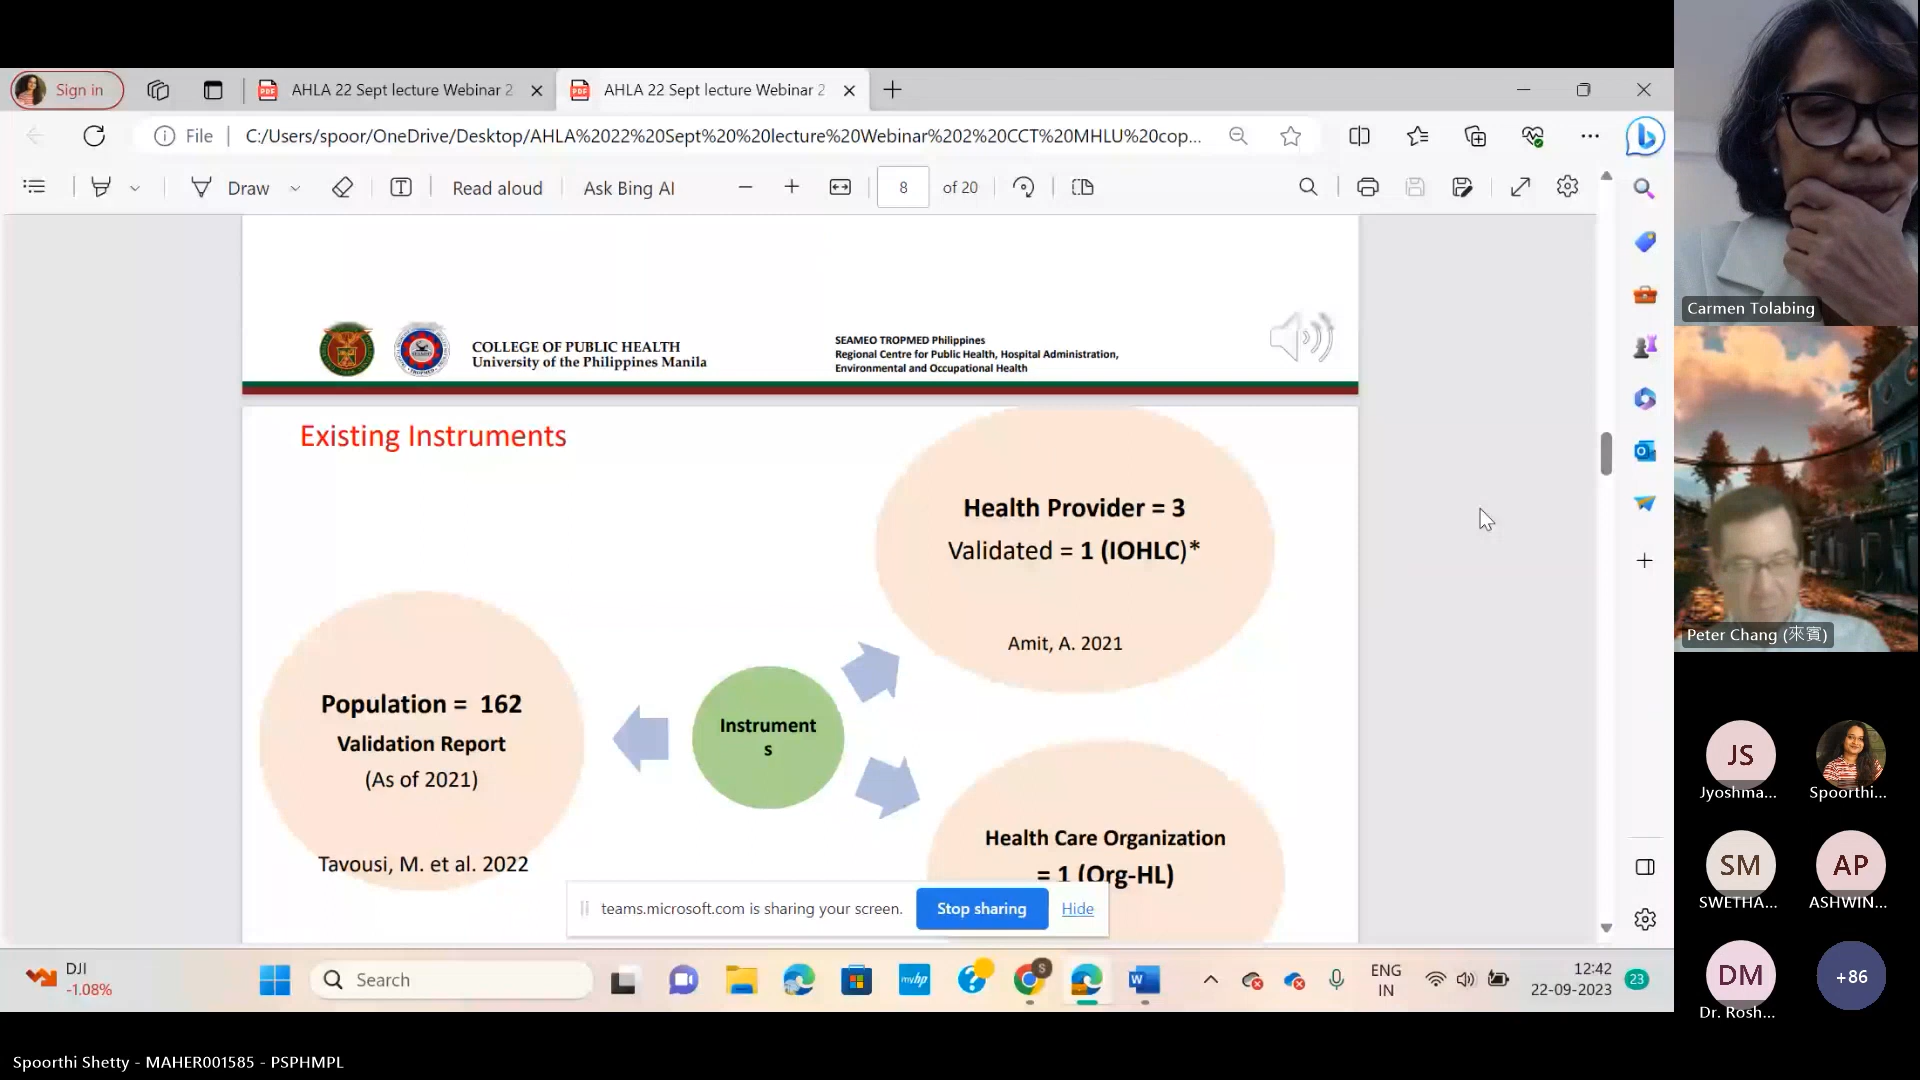 Sign in
AHLA 22 Sept lecture Webinar 2
AHLA 22 Sept lecture Webinar 2
File
C:/Users/spoor/OneDrive/Desktop/AHLA%2022%20Sept%20%20lecture%20Webinar%202%20CCT%20MHLU%20cop...
Draw
Read aloud
Ask Bing AI
8
of 20
COLLEGE OF PUBLIC HEALTH
University of the Philippines Manila
SEAMEO TROPMED Philippines
Regional Centre for Public Health, Hospital Administration,
Environmental and Occupational Health
Existing Instruments
Health Provider = 3
Validated = 1 (IOHLC)*
Amit, A. 2021
Population = 162
Validation Report
(As of 2021)
Tavousi, M. et al. 2022
Instrument
s
Health Care Organization
= 1 (Org-HL)
teams.microsoft.com is sharing your screen.
Stop sharing
Hide
DJI
-1.08%
Search
myhp
S
ENG
IN
12:42
22-09-2023
23
Carmen Tolabing
Peter Chang (來賓)
JS
Jyoshma...
Spoorthi...
SM
SWETHA...
AP
ASHWIN...
DM
Dr. Rosh...
+86
Spoorthi Shetty - MAHER001585 - PSPHMPL